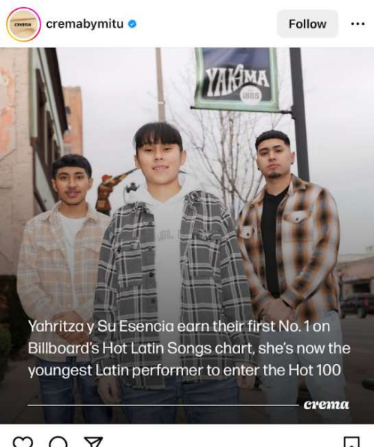 crema
cremabymitu
Follow
YAKIMA
1885
Yahritza y Su Esencia earn their first No. 1 on
Billboard's Hot Latin Songs chart, she's now the
youngest Latin performer to enter the Hot 100
crema